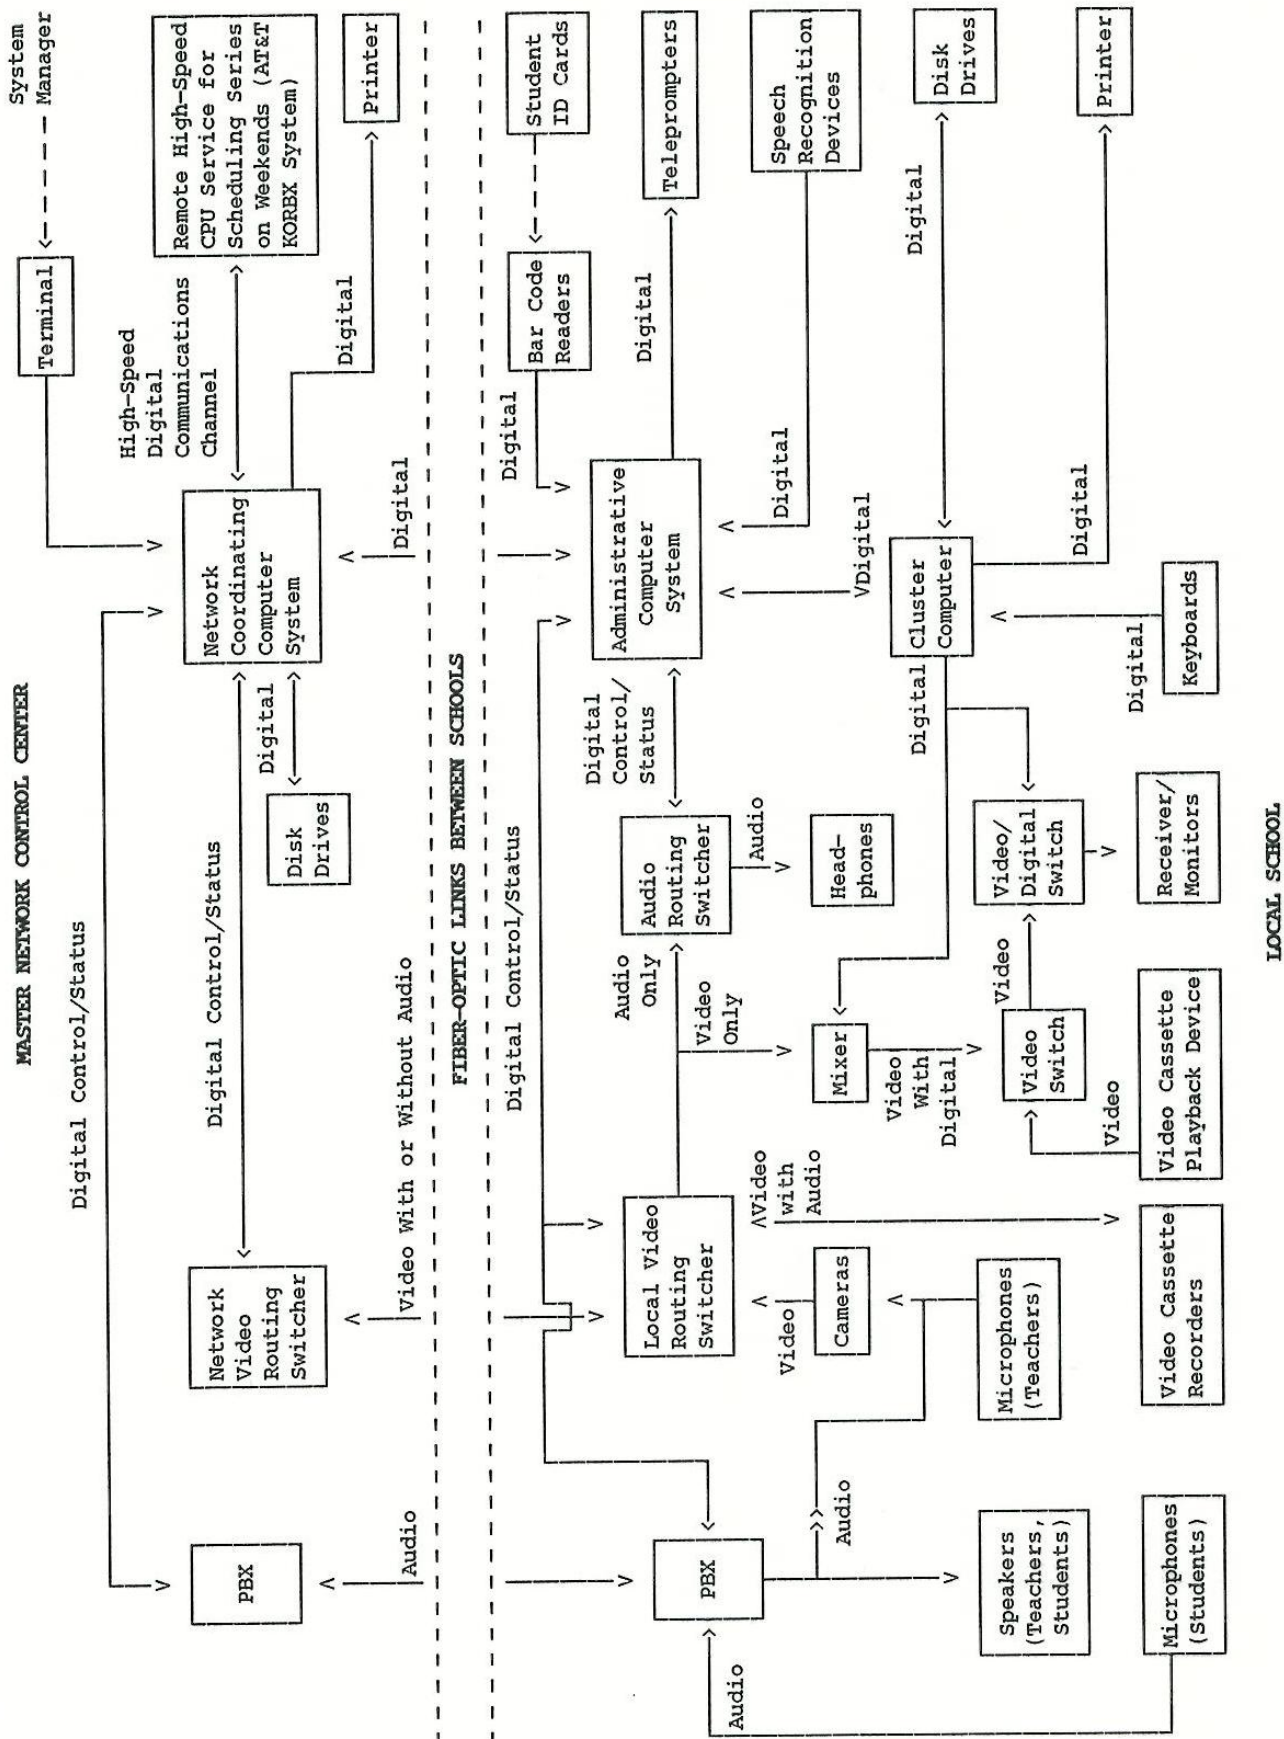 MASTER NETWORK CONTROL CENTER
Digital Control/Status
System
Manager
Terminal
PBX
Network
Video
Routing
Switcher
Digital Control/Status
Network
Coordinating
Computer
System
High-Speed
Digital
Communications
Channel
Remote High-Speed
CPU Service for
Scheduling Series
on Weekends (AT&T
KORBX System)
Digital
Disk
Drives
Digital
Printer
Audio
Video With or Without Audio
Digital
FIBER-OPTIC LINKS BETWEEN SCHOOLS
Digital Control/Status
Digital
Bar Code
Readers
Student
ID Cards
PBX
Local Video
Routing
Switcher
Audio
Only
Video
Only
Audio
Routing
Switcher
Digital
Control/
Status
Administrative
Computer
System
Digital
Teleprompters
Audio
Video
Video
with
Audio
Audio
Digital
Digital
Speech
Recognition
Devices
Audio
Cameras
Mixer
Head-
phones
Video
With
Digital
Digital
Cluster
Computer
Digital
Disk
Drives
Speakers
(Teachers,
Students)
Microphones
(Teachers)
Video
Switch
Video
Video/
Digital
Switch
Video
Digital
Digital
Microphones
(Students)
Video Cassette
Recorders
Video Cassette
Playback Device
Receiver/
Monitors
Keyboards
Printer
LOCAL SCHOOL